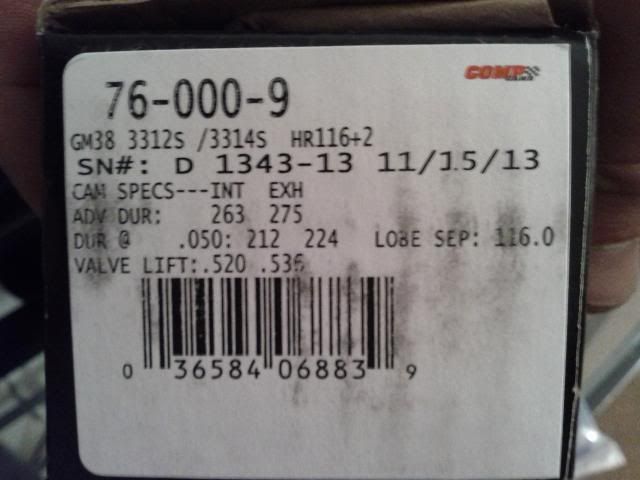 COMP CAMS
76-000-9
GM38 3312S /3314S HR116+2
SN#: D 1343-13 11/15/13
CAM SPECS---INT EXH
ADV DUR: 263 275
DUR @ .050: 212 224 LOBE SEP: 116.0
VALVE LIFT:.520 .536
0 36584 06883 9